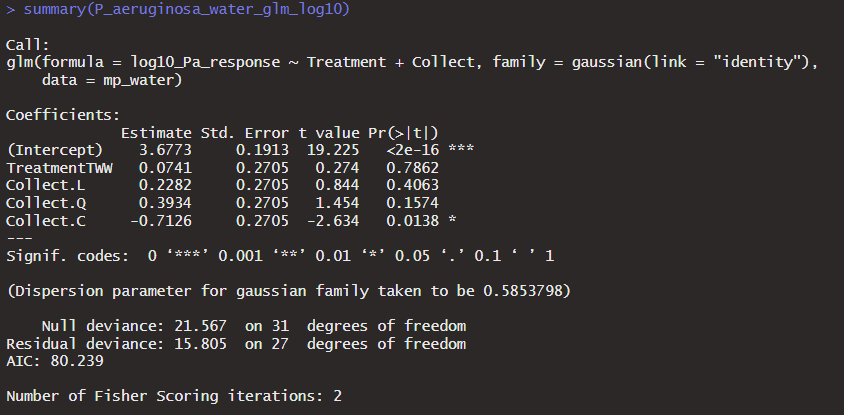 > summary(P_aeruginosa_water_glm_log10)

Call:
glm(formula = log10_Pa_response ~ Treatment + Collect, family = gaussian(link = "identity"),
    data = mp_water)

Coefficients:
             Estimate Std. Error t value Pr(>|t|)
(Intercept)    3.6773     0.1913  19.225   <2e-16 ***
TreatmentTWW   0.0741     0.2705   0.274   0.7862
Collect.L      0.2282     0.2705   0.844   0.4063
Collect.Q      0.3934     0.2705   1.454   0.1574
Collect.C     -0.7126     0.2705  -2.634   0.0138 *
---
Signif. codes:  0 ‘***’ 0.001 ‘**’ 0.01 ‘*’ 0.05 ‘.’ 0.1 ‘ ’ 1

(Dispersion parameter for gaussian family taken to be 0.5853798)

    Null deviance: 21.567  on 31  degrees of freedom
Residual deviance: 15.805  on 27  degrees of freedom
AIC: 80.239

Number of Fisher Scoring iterations: 2